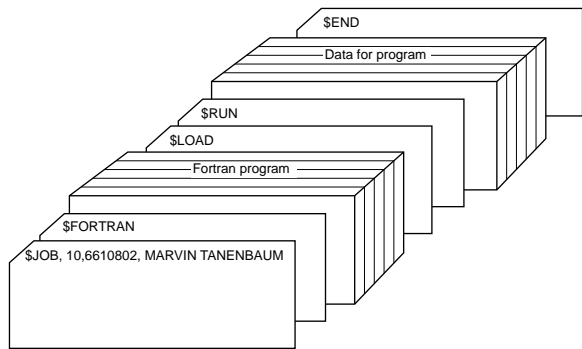 $END
Data for program
$RUN
$LOAD
Fortran program
$FORTRAN
$JOB, 10,6610802, MARVIN TANENBAUM